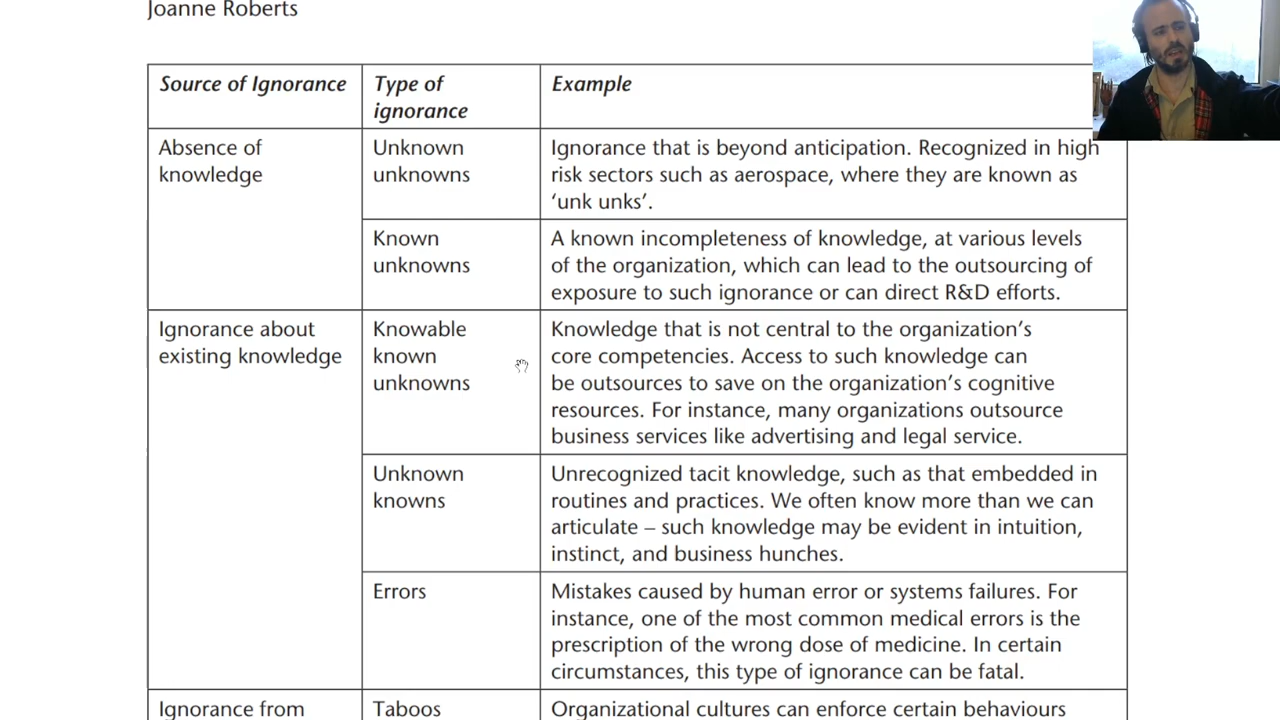 Joanne Roberts
Source of Ignorance
Type of
ignorance
Example
Absence of
knowledge
Unknown
unknowns
Ignorance that is beyond anticipation. Recognized in high
risk sectors such as aerospace, where they are known as
‘unk unks’.
Known
unknowns
A known incompleteness of knowledge, at various levels
of the organization, which can lead to the outsourcing of
exposure to such ignorance or can direct R&D efforts.
Ignorance about
existing knowledge
Knowable
known
unknowns
Knowledge that is not central to the organization’s
core competencies. Access to such knowledge can
be outsources to save on the organization’s cognitive
resources. For instance, many organizations outsource
business services like advertising and legal service.
Unknown
knowns
Unrecognized tacit knowledge, such as that embedded in
routines and practices. We often know more than we can
articulate – such knowledge may be evident in intuition,
instinct, and business hunches.
Errors
Mistakes caused by human error or systems failures. For
instance, one of the most common medical errors is the
prescription of the wrong dose of medicine. In certain
circumstances, this type of ignorance can be fatal.
Ignorance from
Taboos
Organizational cultures can enforce certain behaviours